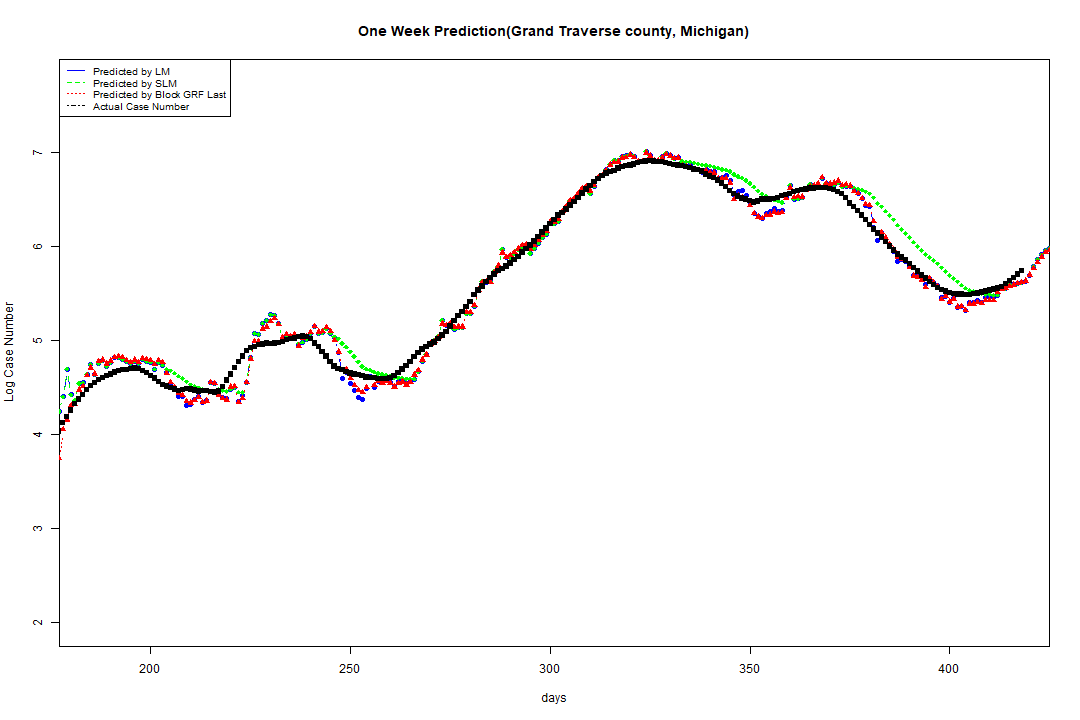 One Week Prediction(Grand Traverse county, Michigan)
Predicted by LM
Predicted by SLM
Predicted by Block GRF Last
Actual Case Number
7
6
5
4
3
2
Log Case Number
200 250 300 350 400
days